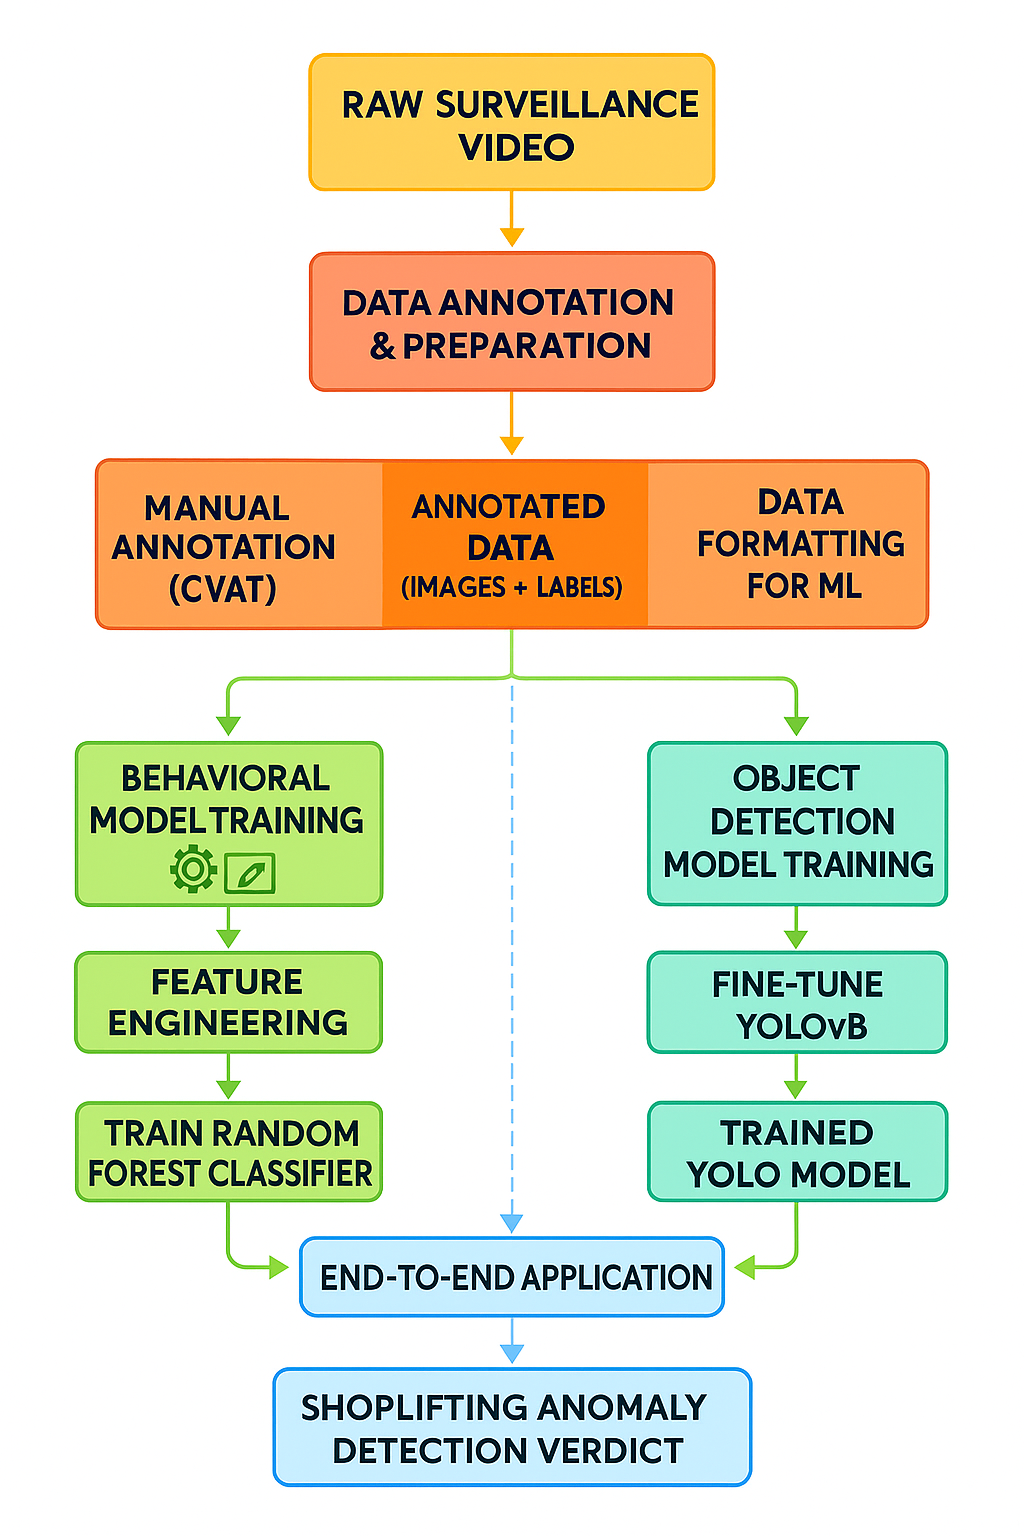 RAW SURVEILLANCE
VIDEO
DATA ANNOTATION
& PREPARATION
MANUAL
ANNOTATION
(CVAT)
ANNOTATED
DATA
(IMAGES + LABELS)
DATA
FORMATTING
FOR ML
BEHAVIORAL
MODEL TRAINING
OBJECT
DETECTION
MODEL TRAINING
FEATURE
ENGINEERING
FINE-TUNE
YOLOvB
TRAIN RANDOM
FOREST CLASSIFIER
TRAINED
YOLO MODEL
END-TO-END APPLICATION
SHOPLIFTING ANOMALY
DETECTION VERDICT